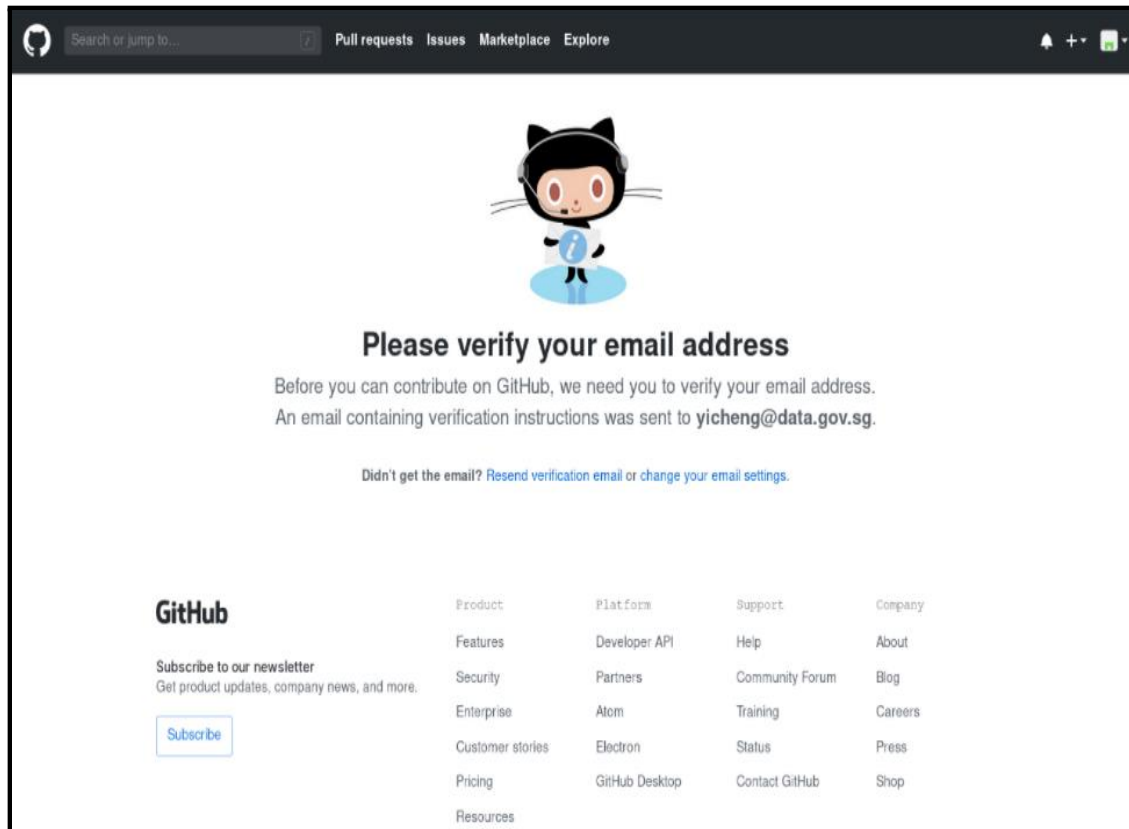 Search or jump to... /
Pull requests Issues Marketplace Explore
i
Please verify your email address
Before you can contribute on GitHub, we need you to verify your email address.
An email containing verification instructions was sent to yicheng@data.gov.sg.
Didn't get the email? Resend verification email or change your email settings.
GitHub
Subscribe to our newsletter
Get product updates, company news, and more.
Subscribe
Product
Features
Security
Enterprise
Customer stories
Pricing
Resources
Platform
Developer API
Partners
Atom
Electron
GitHub Desktop
Support
Help
Community Forum
Training
Status
Contact GitHub
Company
About
Blog
Careers
Press
Shop